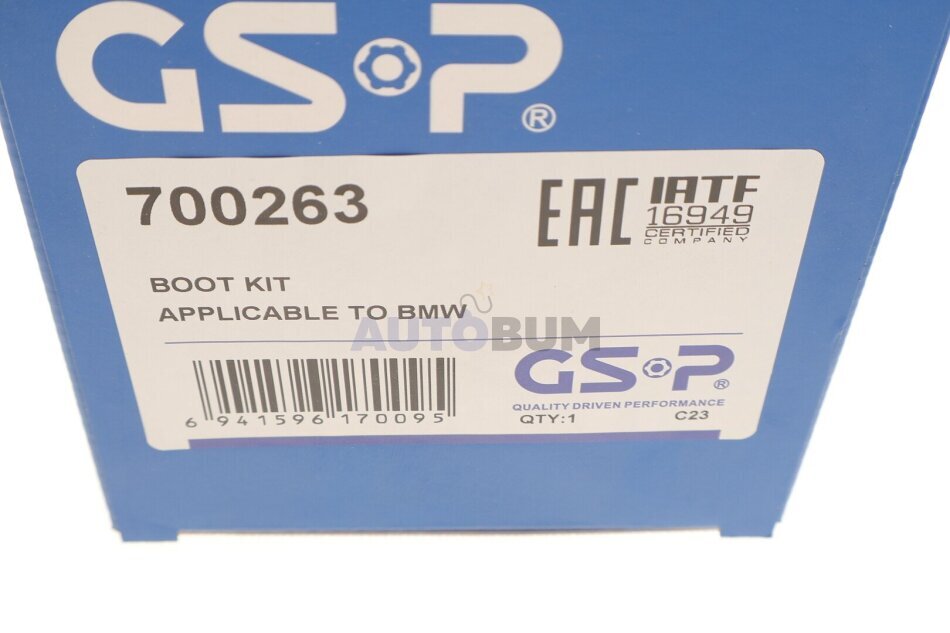 GSP®
700263
EAC
IATF
16949
CERTIFIED
COMPANY
BOOT KIT
APPLICABLE TO BMW
AUTOBUM
6 941596 170095
GSP®
QUALITY DRIVEN PERFORMANCE
QTY:1 C23